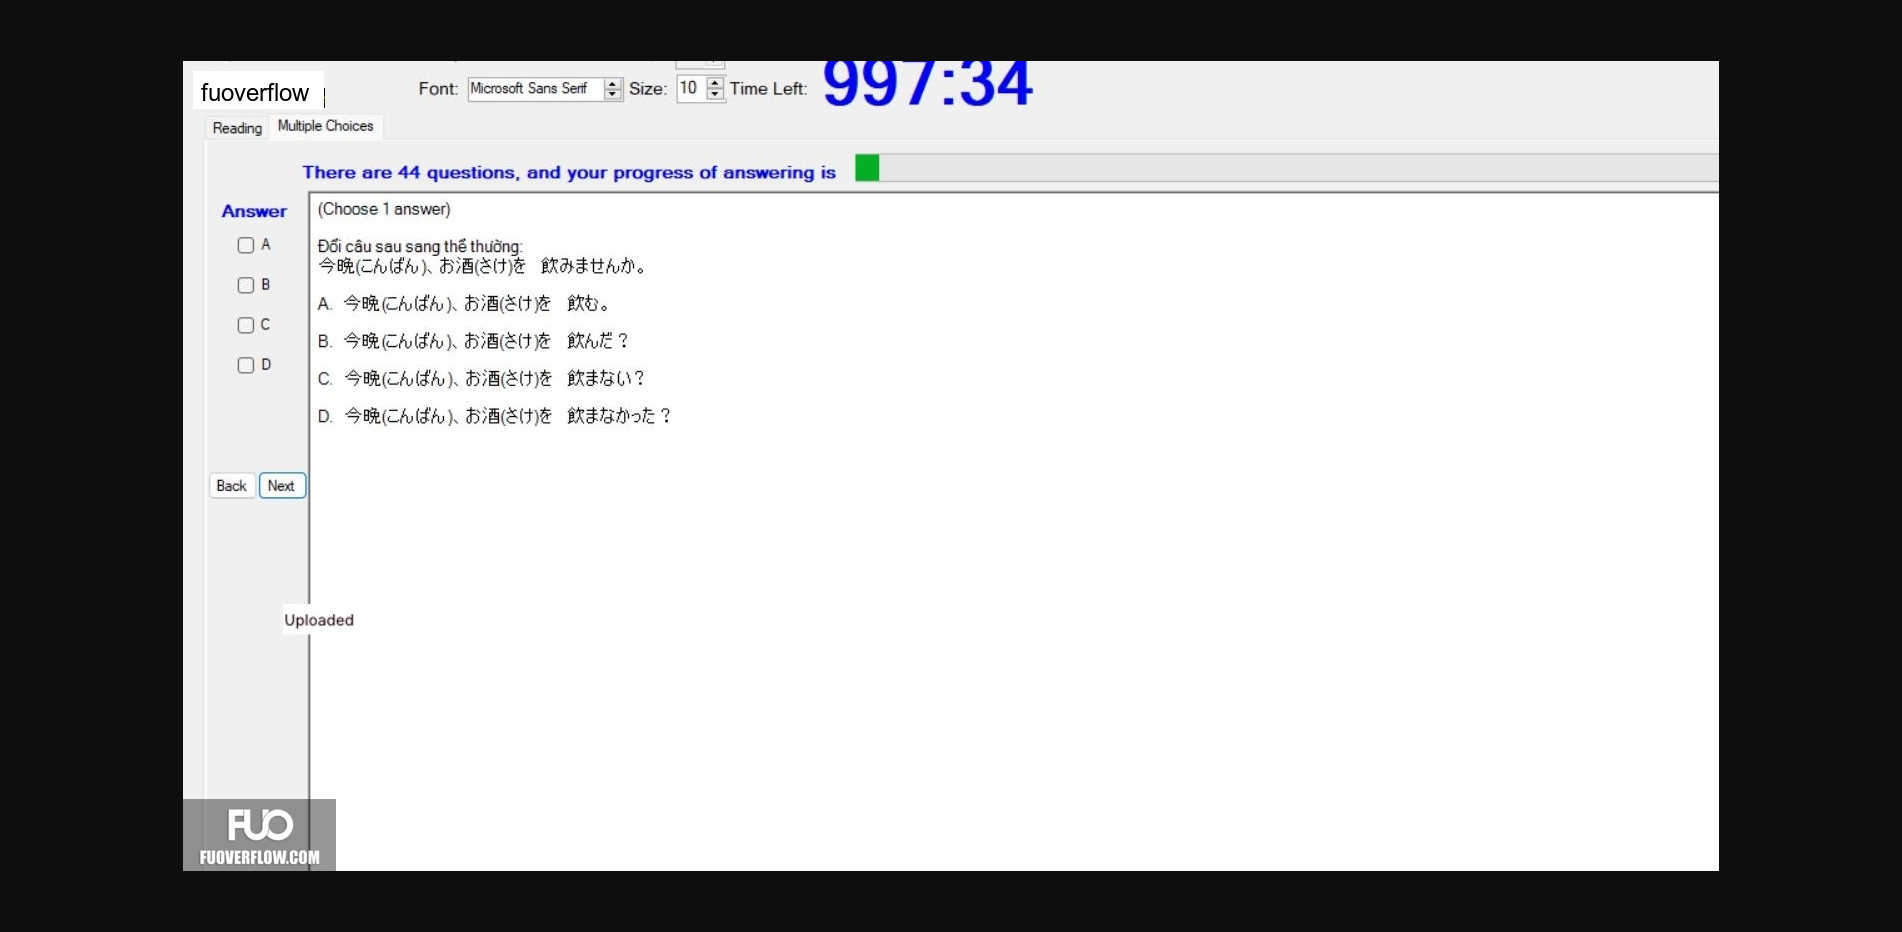 fuoverflow
Font: Microsoft Sans Serif Size: 10 Time Left: 997:34
Reading Multiple Choices
There are 44 questions, and your progress of answering is
Answer
(Choose 1 answer)
A
Đổi câu sau sang thể thường:
今晩(こんばん)、お酒(さけ)を　飲みませんか。
B
A. 今晩(こんばん)、お酒(さけ)を　飲む。
C
B. 今晩(こんばん)、お酒(さけ)を　飲んだ？
D
C. 今晩(こんばん)、お酒(さけ)を　飲まない？
D. 今晩(こんばん)、お酒(さけ)を　飲まなかった？
Back Next
Uploaded
FUO
FUOVERFLOW.COM